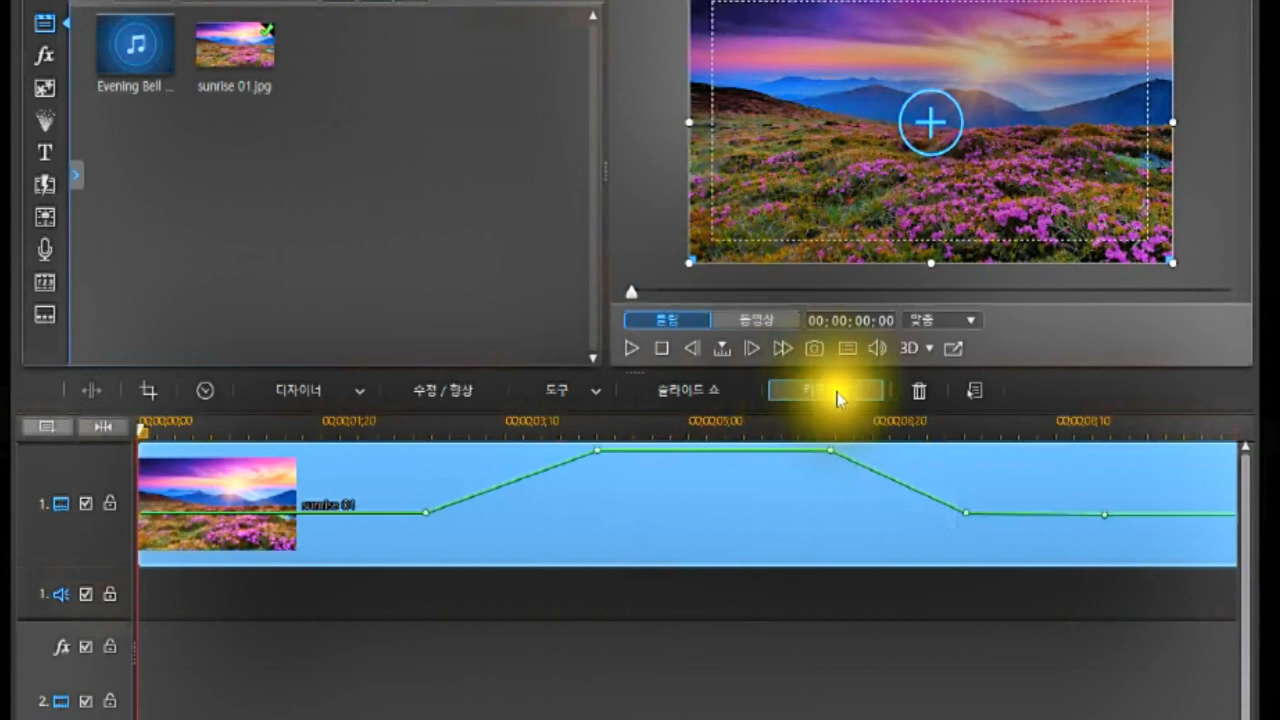 fx
T
Evening Bell ...
sunrise 01.jpg
클립
동영상
00;00;00;00
맞춤
3D
디자이너
수정 / 향상
도구
슬라이드 쇼
00;00;00;00
00;00;01;20
00;00;03;10
00;00;05;00
00;00;06;20
00;00;08;10
1.
sunrise 01
1.
fx
2.